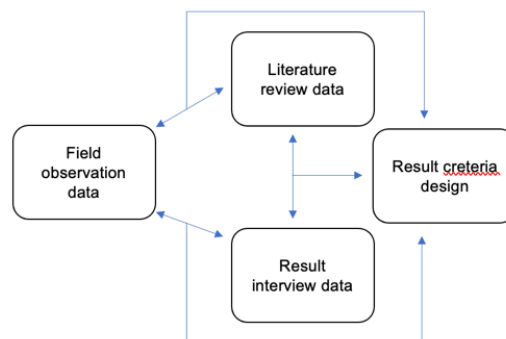 Literature
review data
Field
observation
data
Result creteria
design
Result
interview data